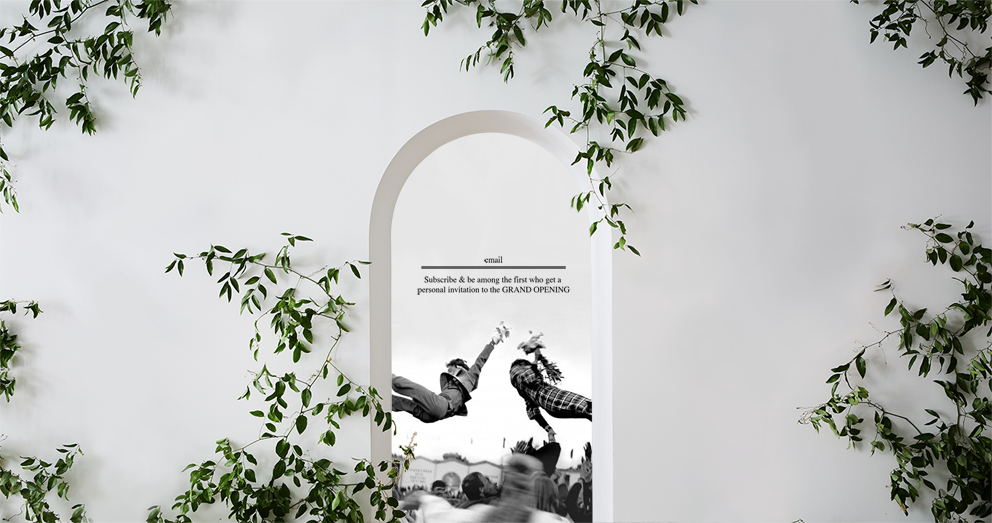 email
Subscribe & be among the first who get a
personal invitation to the GRAND OPENING